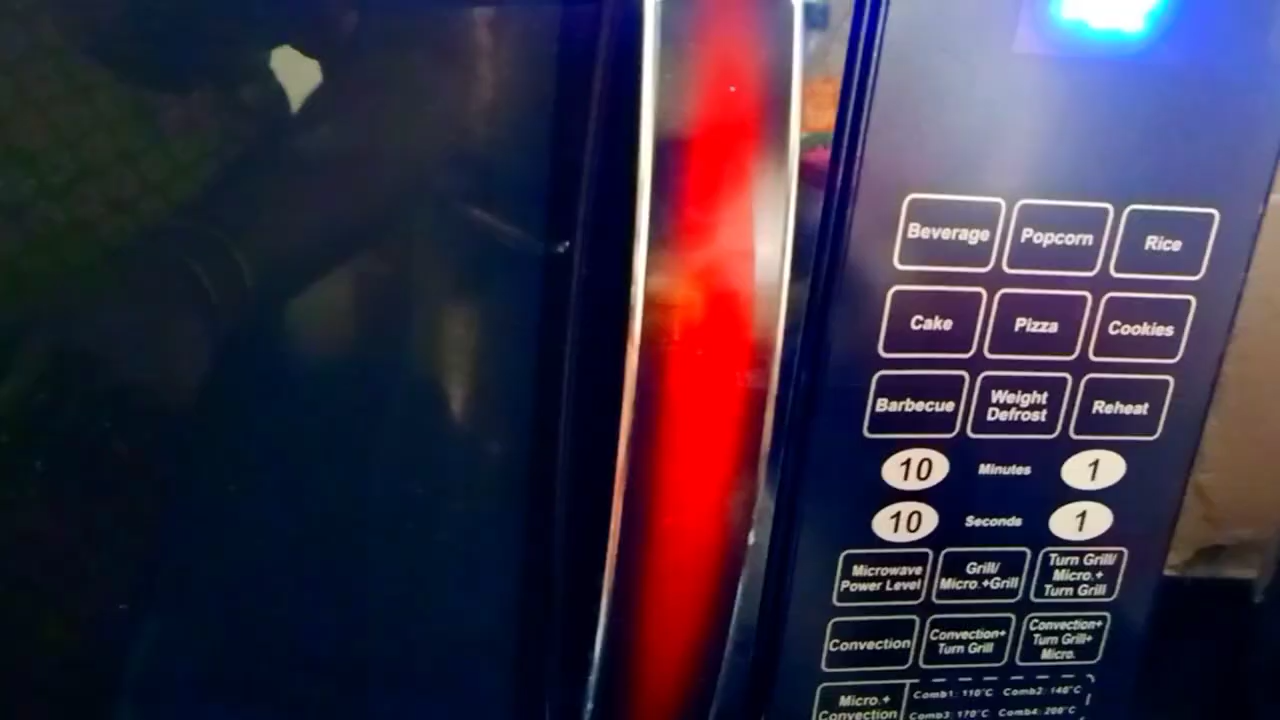 Beverage Popcorn Rice
Cake Pizza Cookies
Barbecue Weight Defrost Reheat
10 Minutes 1
10 Seconds 1
Microwave Power Level
Grill/ Micro.+Grill
Turn Grill/ Micro.+ Turn Grill
Convection
Convection+ Turn Grill
Convection+ Turn Grill+ Micro.
Micro.+ Convection
Comb1: 110°C Comb2: 140°C
Comb3: 170°C Comb4: 200°C